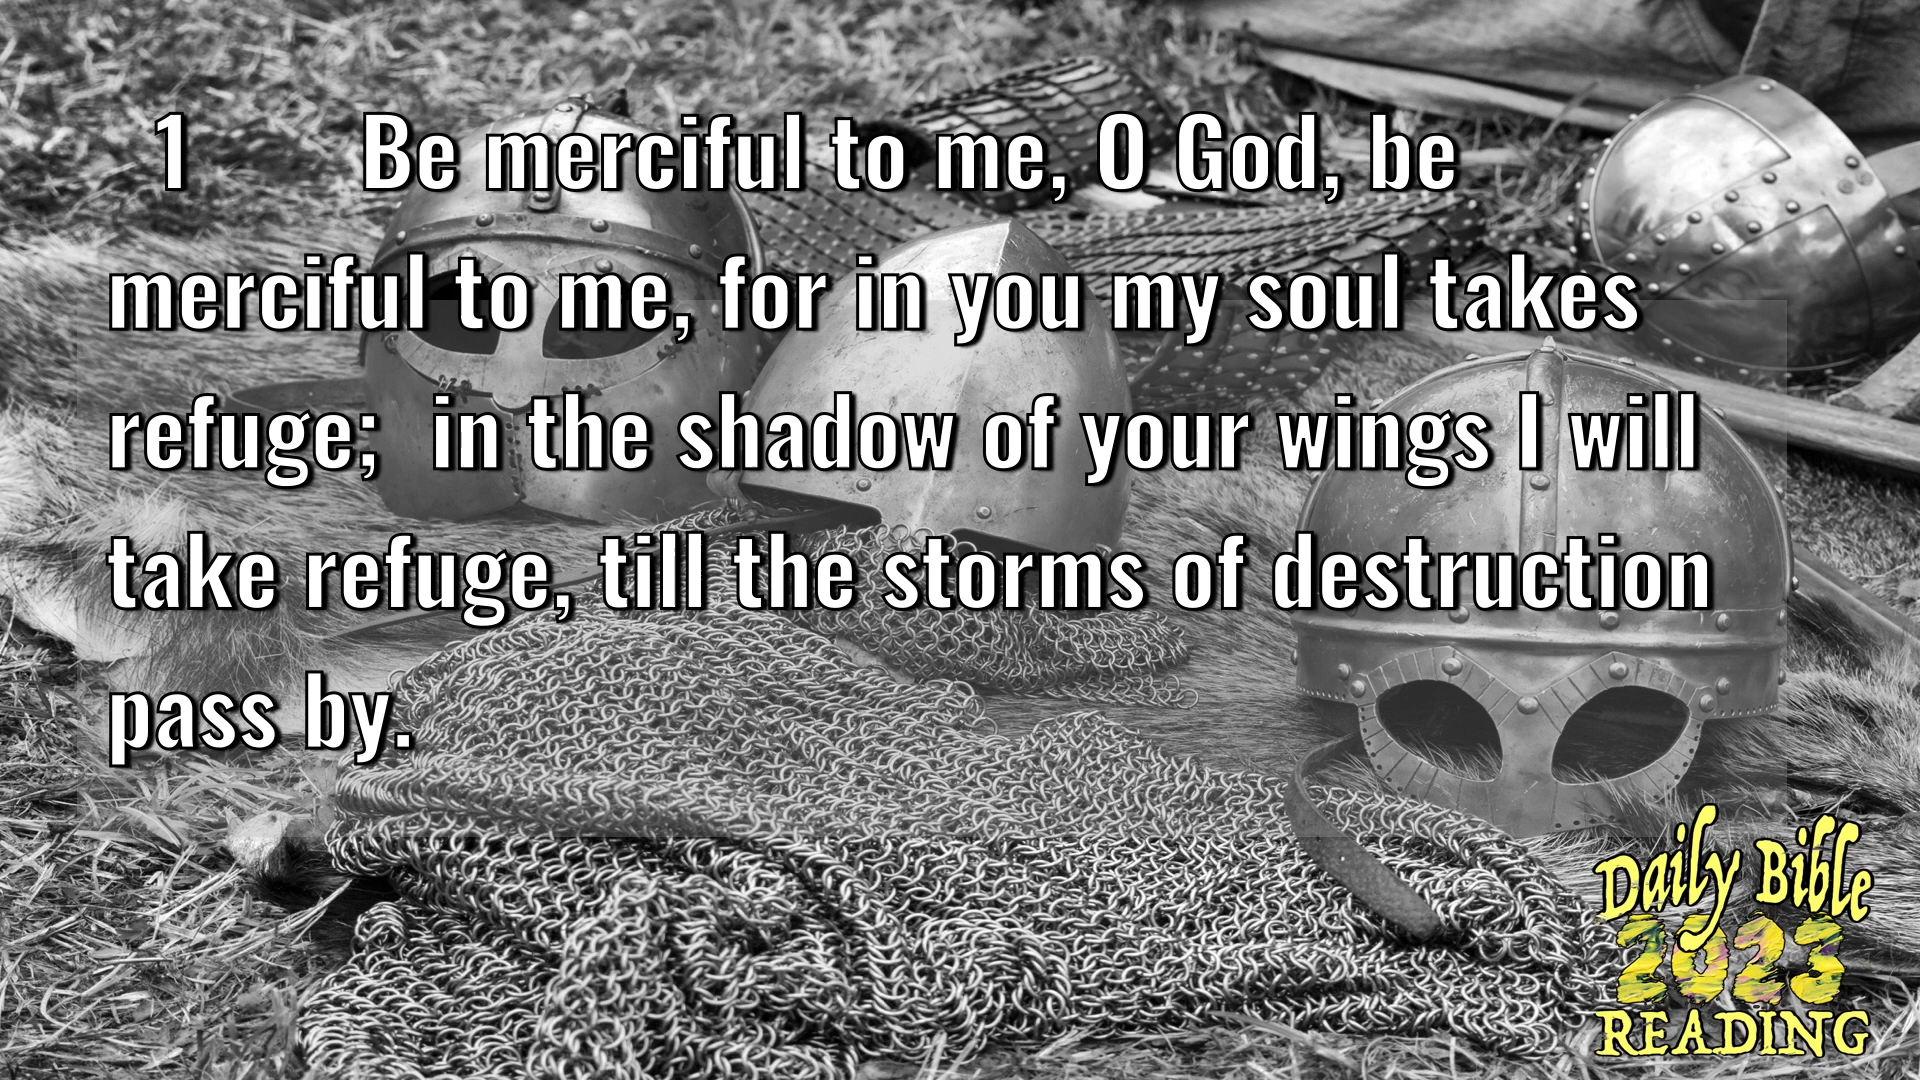 1 Be merciful to me, O God, be
merciful to me, for in you my soul takes
refuge; in the shadow of your wings I will
take refuge, till the storms of destruction
pass by.
Daily Bible
2023
READING